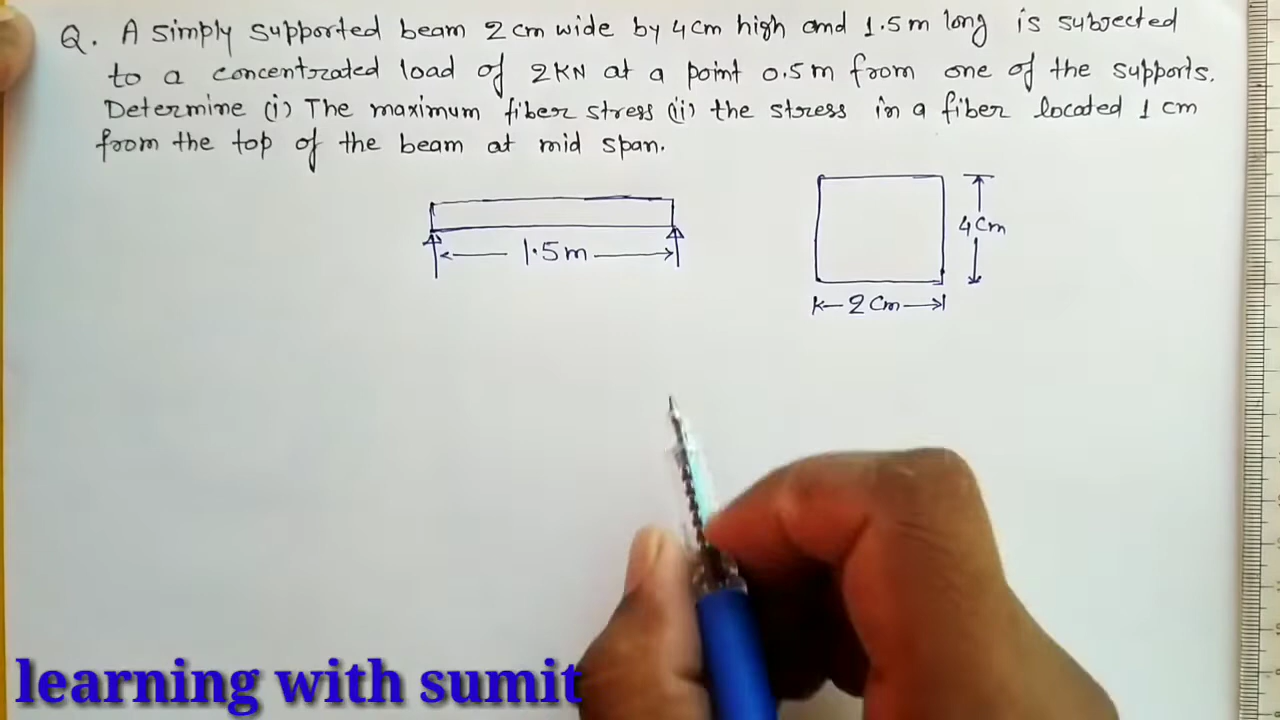 Q. A simply supported beam 2 cm wide by 4 cm high and 1.5 m long is subjected
to a concentrated load of 2KN at a point 0.5 m from one of the supports.
Determine (i) The maximum fiber stress (ii) the stress in a fiber located 1 cm
from the top of the beam at mid span.
1.5 m
4 cm
2 cm
learning with sumit